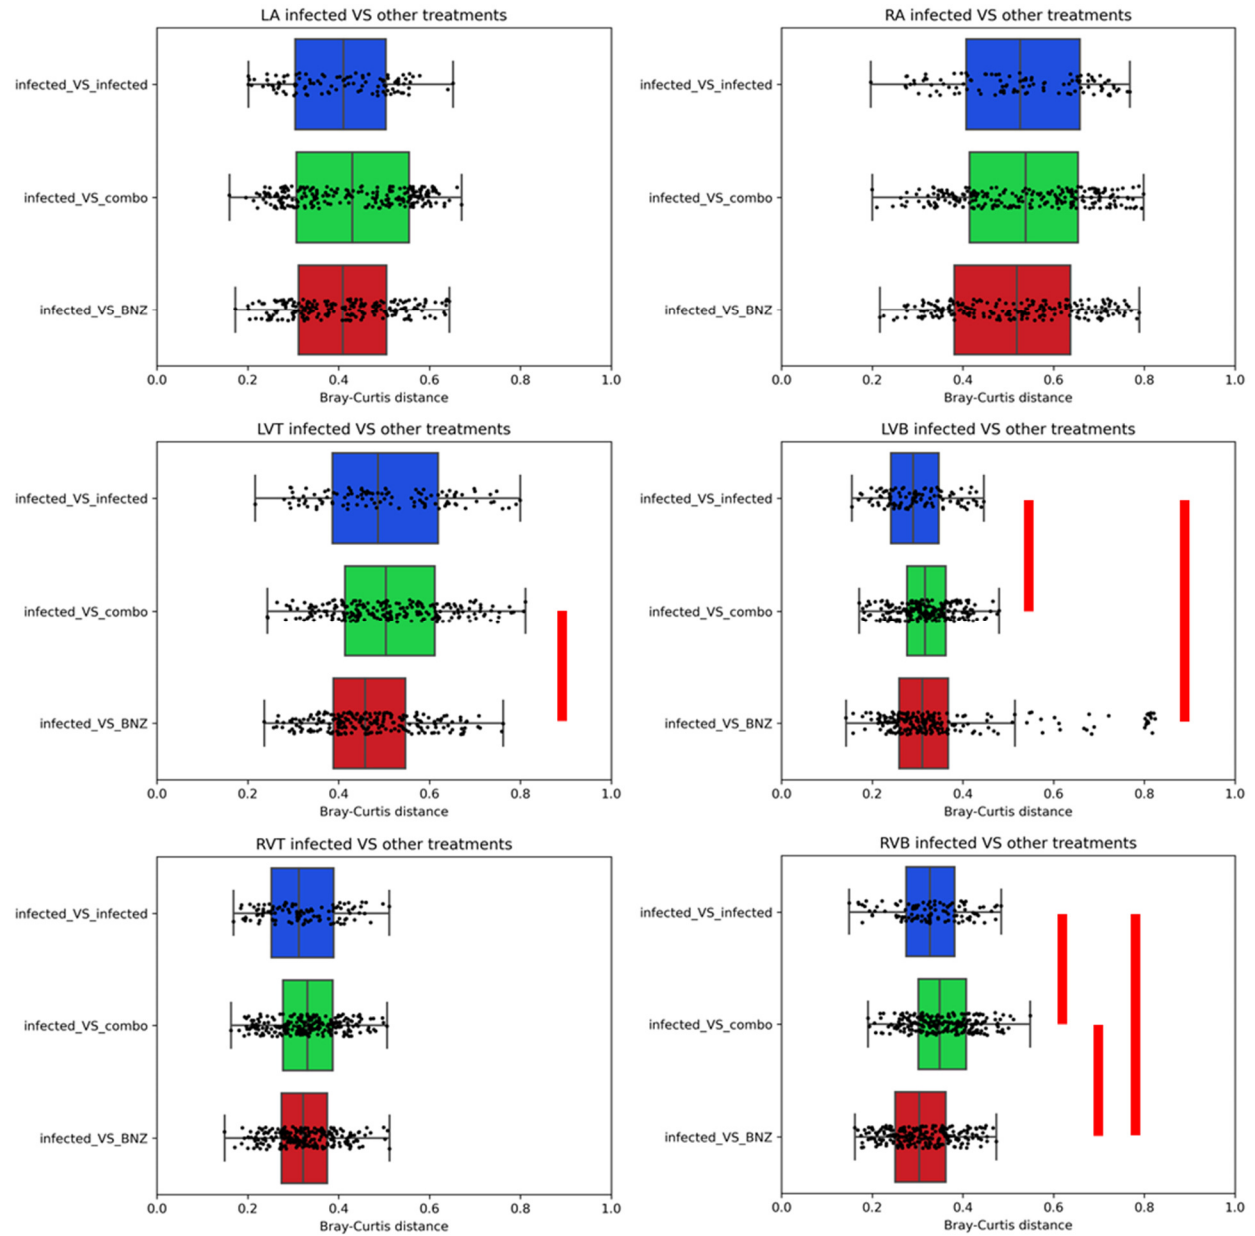 LA infected VS other treatments
infected_VS_infected
infected_VS_combo
infected_VS_BNZ
0.0 0.2 0.4 0.6 0.8 1.0
Bray-Curtis distance
RA infected VS other treatments
infected_VS_infected
infected_VS_combo
infected_VS_BNZ
0.0 0.2 0.4 0.6 0.8 1.0
Bray-Curtis distance
LVT infected VS other treatments
infected_VS_infected
infected_VS_combo
infected_VS_BNZ
0.0 0.2 0.4 0.6 0.8 1.0
Bray-Curtis distance
LVB infected VS other treatments
infected_VS_infected
infected_VS_combo
infected_VS_BNZ
0.0 0.2 0.4 0.6 0.8 1.0
Bray-Curtis distance
RVT infected VS other treatments
infected_VS_infected
infected_VS_combo
infected_VS_BNZ
0.0 0.2 0.4 0.6 0.8 1.0
Bray-Curtis distance
RVB infected VS other treatments
infected_VS_infected
infected_VS_combo
infected_VS_BNZ
0.0 0.2 0.4 0.6 0.8 1.0
Bray-Curtis distance